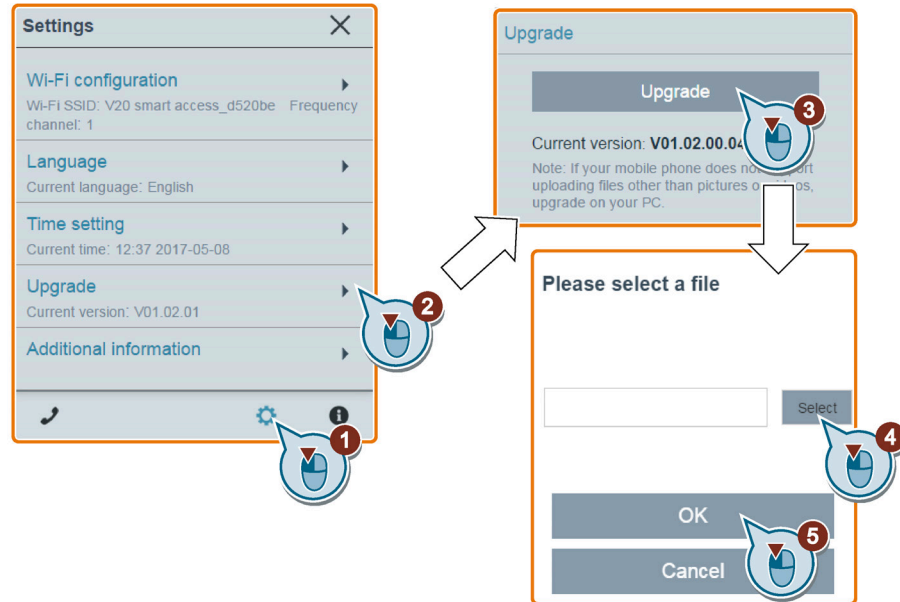 Settings
Wi-Fi configuration
Wi-Fi SSID: V20 smart access_d520be Frequency
channel: 1
Language
Current language: English
Time setting
Current time: 12:37 2017-05-08
Upgrade
Current version: V01.02.01
Additional information
1
2
Upgrade
Upgrade
3
Current version: V01.02.00.04
Note: If your mobile phone does
uploading files other than pictures
upgrade on your PC.
Please select a file
Select
4
OK
5
Cancel